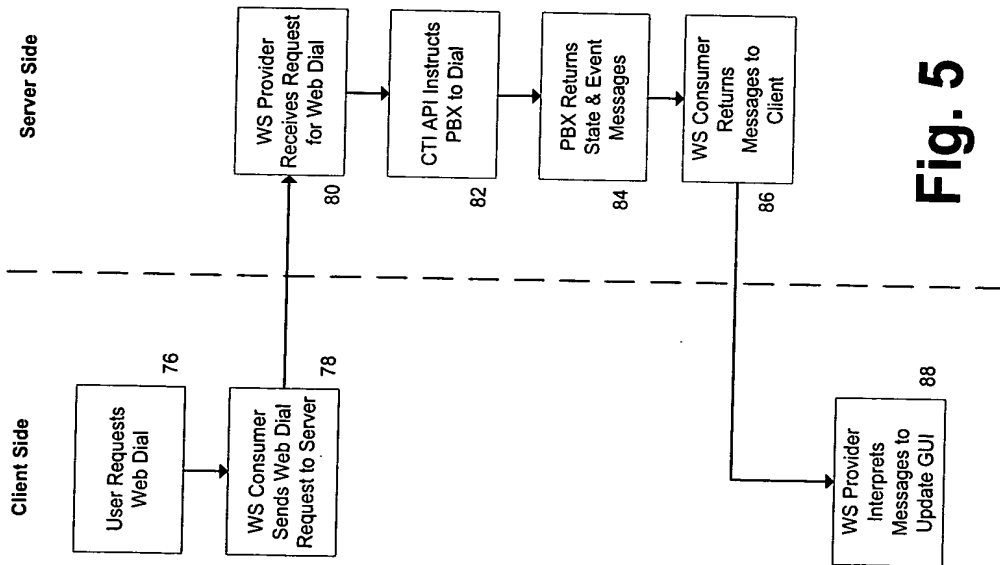 Client Side
Server Side
User Requests
Web Dial
76
WS Consumer
Sends Web Dial
Request to Server
78
WS Provider
Receives Request
for Web Dial
80
CTI API Instructs
PBX to Dial
82
PBX Returns
State & Event
Messages
84
WS Consumer
Returns
Messages to
Client
86
WS Provider
Interprets
Messages to
Update GUI
88
Fig. 5